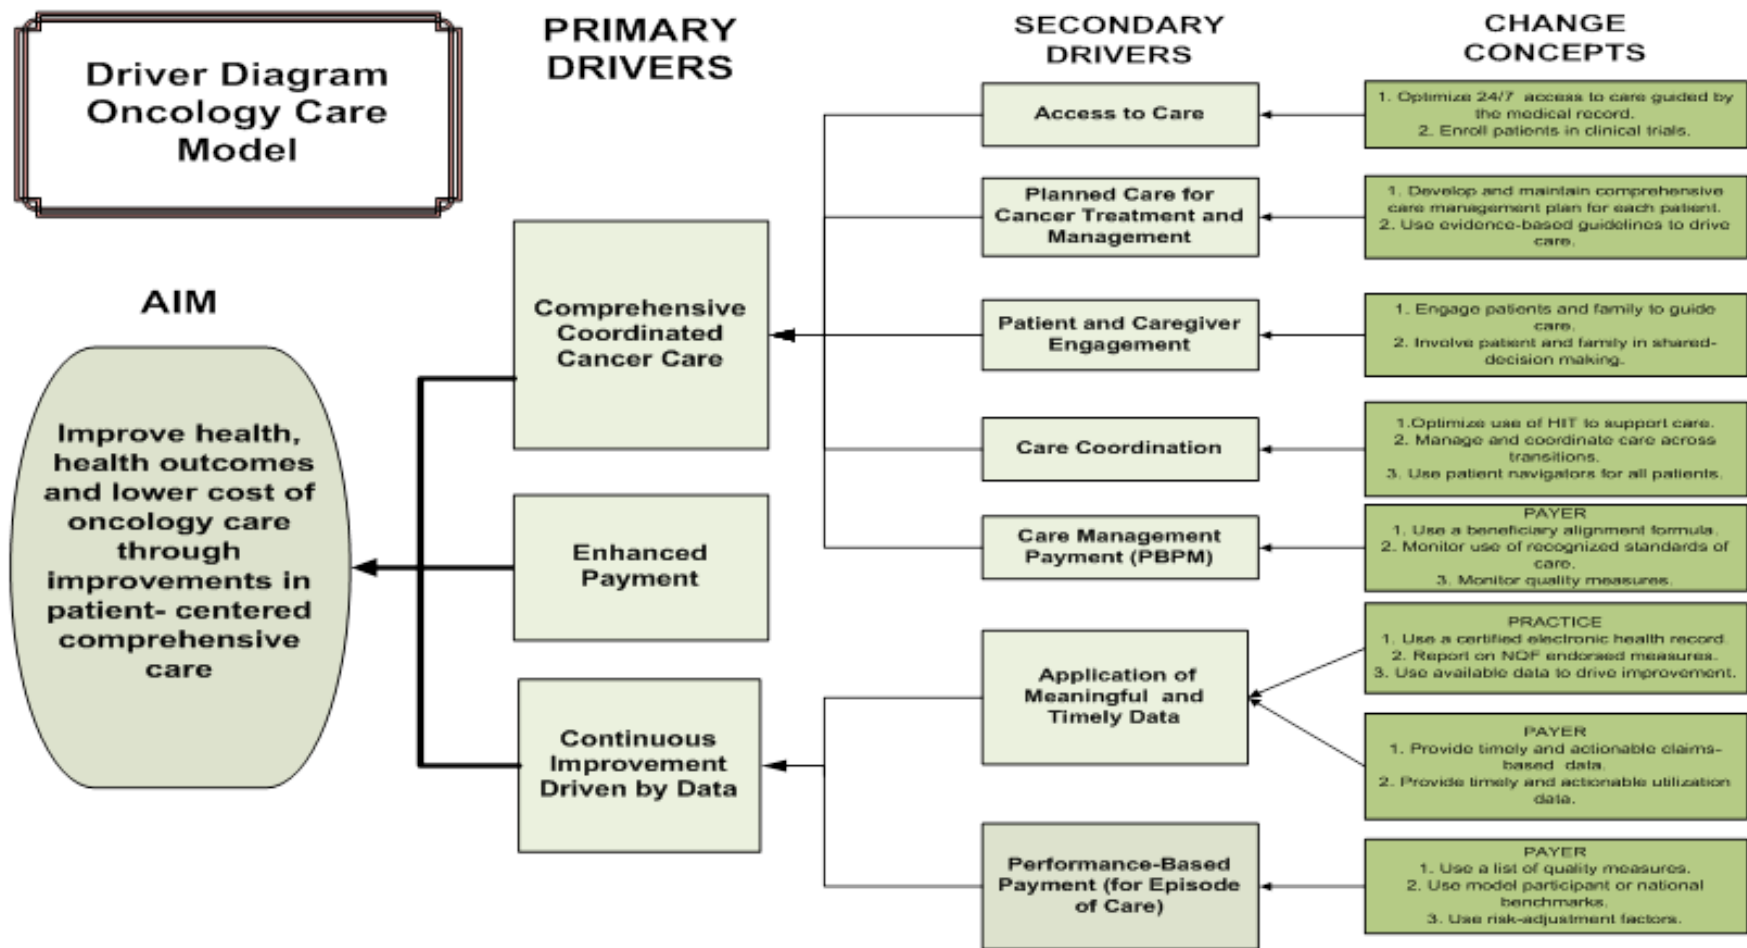 Driver Diagram
Oncology Care
Model
PRIMARY
DRIVERS
SECONDARY
DRIVERS
CHANGE
CONCEPTS
AIM
Improve health,
health outcomes
and lower cost of
oncology care
through
improvements in
patient- centered
comprehensive
care
Comprehensive
Coordinated
Cancer Care
Enhanced
Payment
Continuous
Improvement
Driven by Data
Access to Care
Planned Care for
Cancer Treatment and
Management
Patient and Caregiver
Engagement
Care Coordination
Care Management
Payment (PBPM)
Application of
Meaningful and
Timely Data
Performance-Based
Payment (for Episode
of Care)
1. Optimize 24/7 access to care guided by
the medical record.
2. Enroll patients in clinical trials.
1. Develop and maintain comprehensive
care management plan for each patient.
2. Use evidence-based guidelines to drive
care.
1. Engage patients and family to guide
care.
2. Involve patient and family in shared-
decision making.
1.Optimize use of HIT to support care.
2. Manage and coordinate care across
transitions.
3. Use patient navigators for all patients.
PAYER
1. Use a beneficiary alignment formula.
2. Monitor use of recognized standards of
care.
3. Monitor quality measures.
PRACTICE
1. Use a certified electronic health record.
2. Report on NQF endorsed measures.
3. Use available data to drive improvement.
PAYER
1. Provide timely and actionable claims-
based data.
2. Provide timely and actionable utilization
data.
PAYER
1. Use a list of quality measures.
2. Use model participant or national
benchmarks.
3. Use risk-adjustment factors.